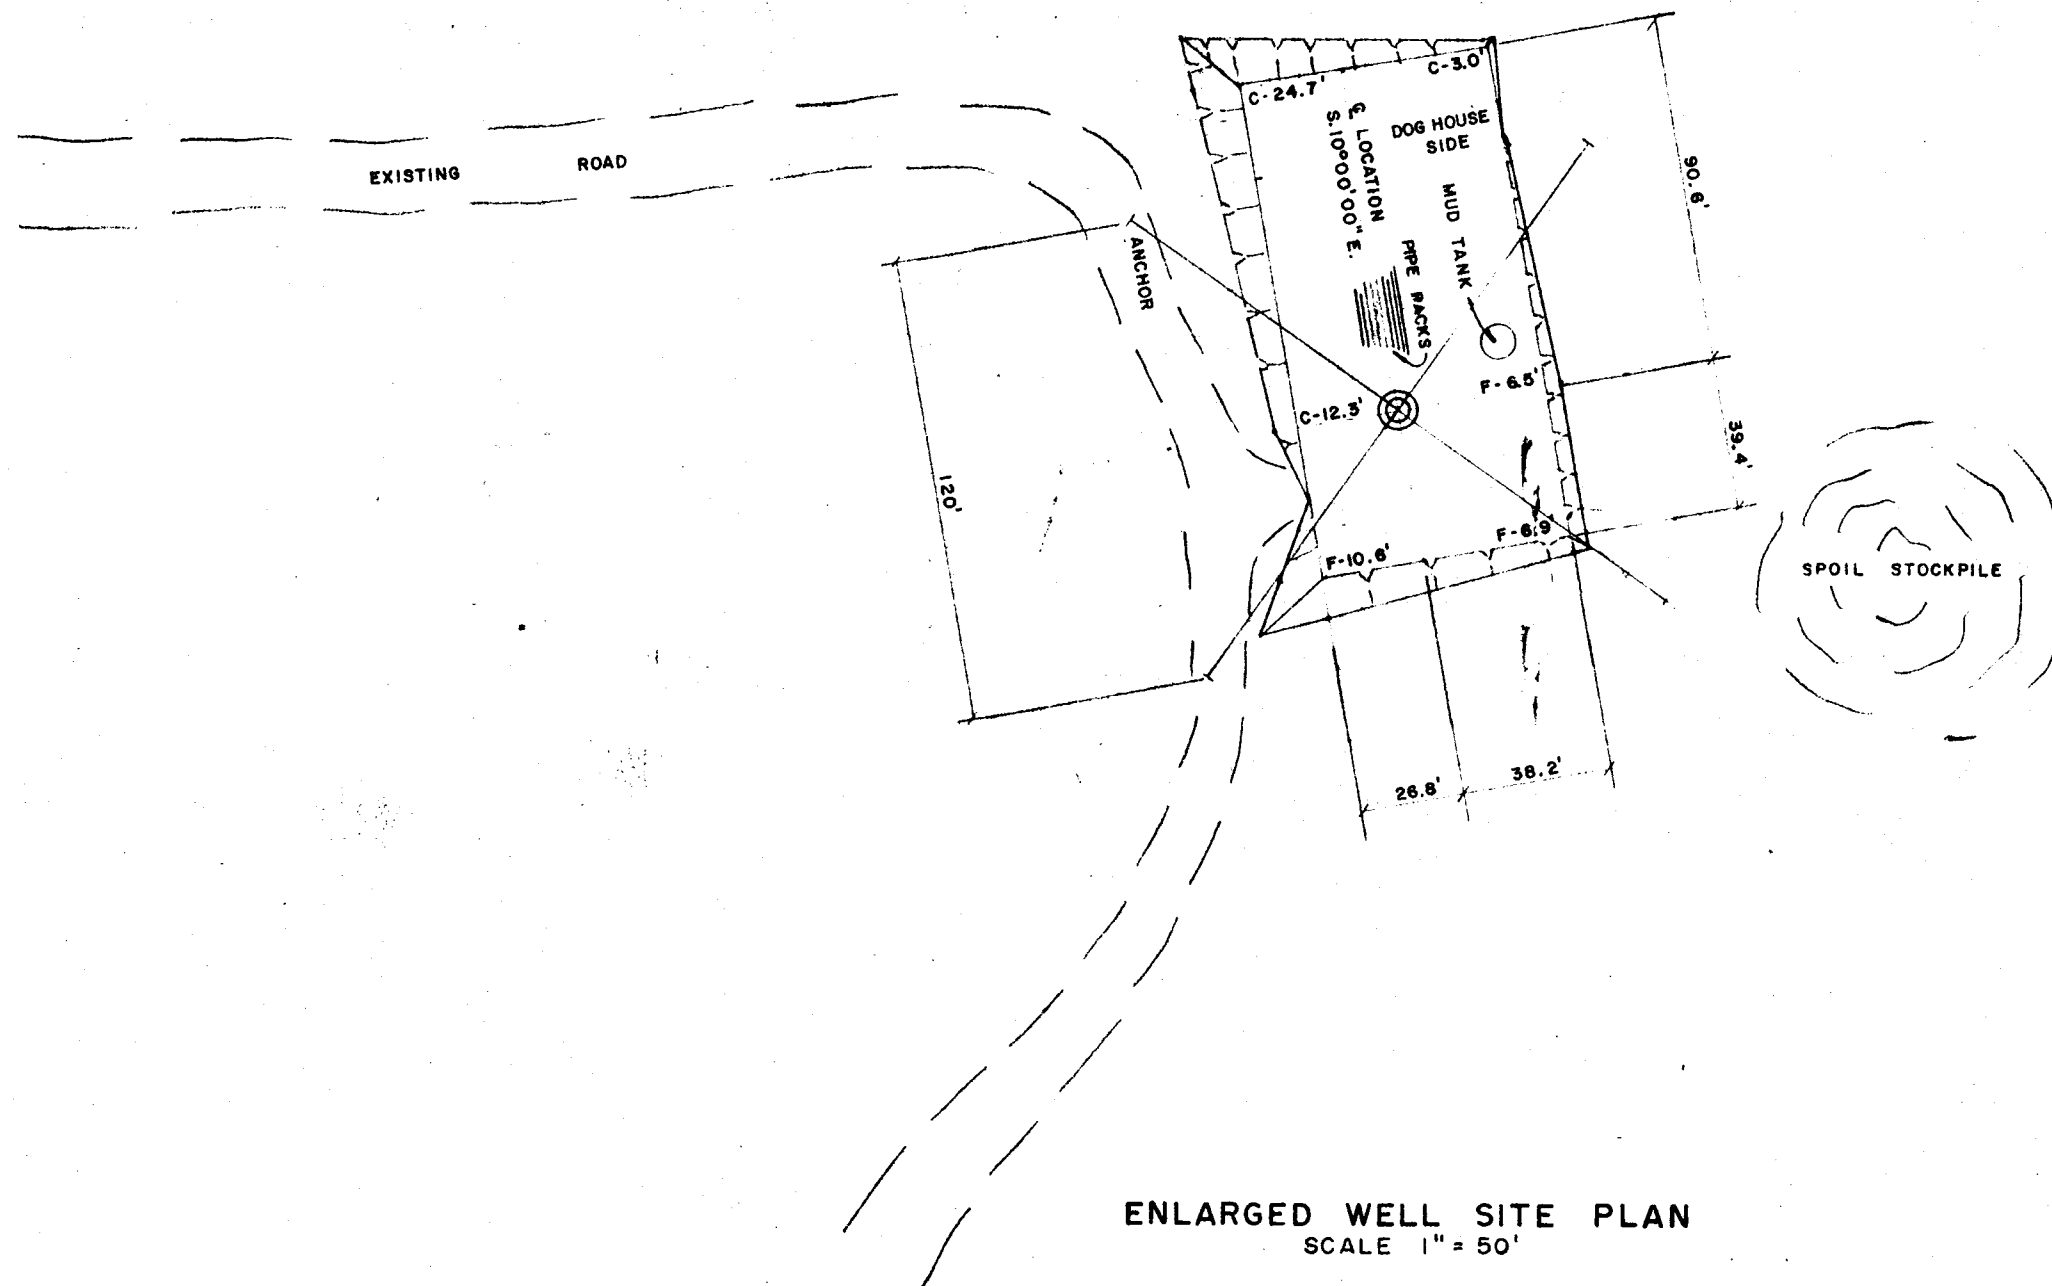 C-3.0'
C-24.7'
DOG HOUSE
SIDE
℄ LOCATION
S.10°00'00"E.
MUD TANK
PIPE RACKS
EXISTING ROAD
ANCHOR
90.6'
F-6.5'
C-12.3'
39.4'
120'
F-6.9'
F-10.6'
SPOIL STOCKPILE
38.2'
26.8'
ENLARGED WELL SITE PLAN
SCALE 1"=50'